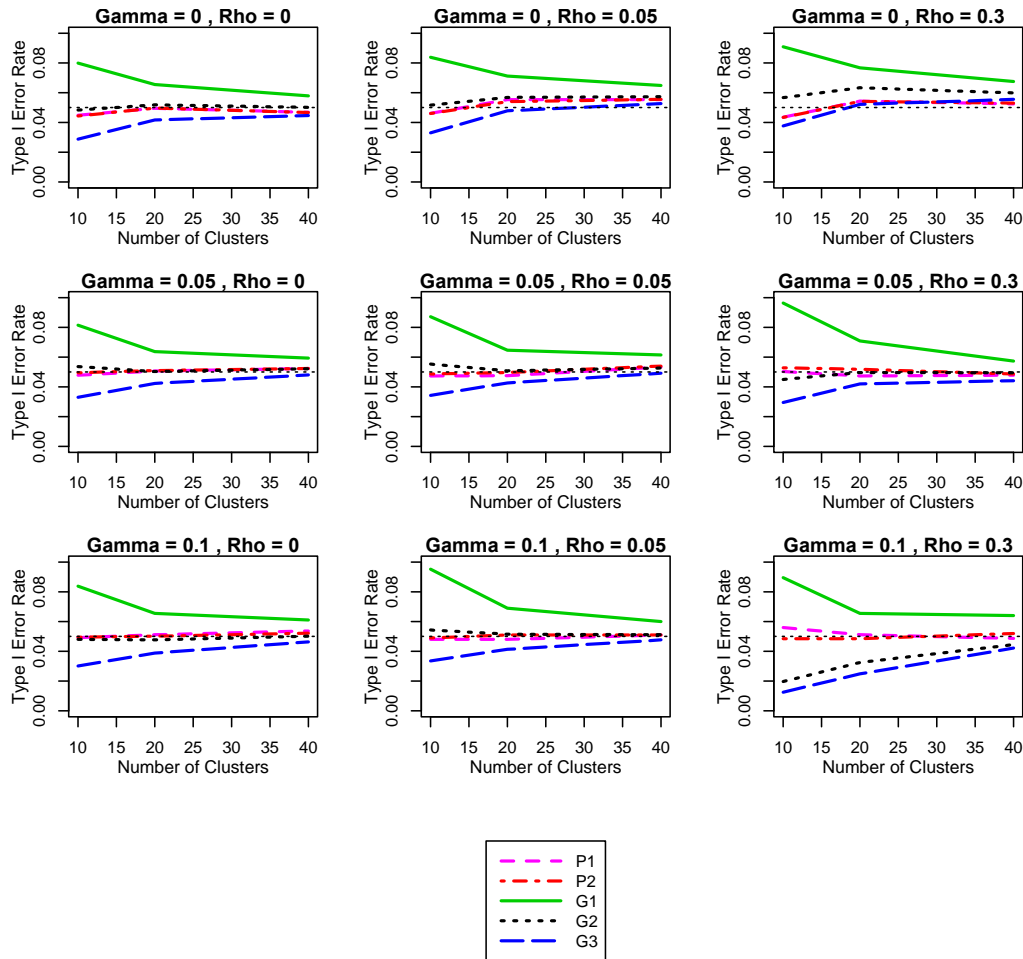 Gamma = 0 , Rho = 0
Type I Error Rate
0.00 0.04 0.08
10 15 20 25 30 35 40
Number of Clusters
Gamma = 0 , Rho = 0.05
Type I Error Rate
0.00 0.04 0.08
10 15 20 25 30 35 40
Number of Clusters
Gamma = 0 , Rho = 0.3
Type I Error Rate
0.00 0.04 0.08
10 15 20 25 30 35 40
Number of Clusters
Gamma = 0.05 , Rho = 0
Type I Error Rate
0.00 0.04 0.08
10 15 20 25 30 35 40
Number of Clusters
Gamma = 0.05 , Rho = 0.05
Type I Error Rate
0.00 0.04 0.08
10 15 20 25 30 35 40
Number of Clusters
Gamma = 0.05 , Rho = 0.3
Type I Error Rate
0.00 0.04 0.08
10 15 20 25 30 35 40
Number of Clusters
Gamma = 0.1 , Rho = 0
Type I Error Rate
0.00 0.04 0.08
10 15 20 25 30 35 40
Number of Clusters
Gamma = 0.1 , Rho = 0.05
Type I Error Rate
0.00 0.04 0.08
10 15 20 25 30 35 40
Number of Clusters
Gamma = 0.1 , Rho = 0.3
Type I Error Rate
0.00 0.04 0.08
10 15 20 25 30 35 40
Number of Clusters
P1
P2
G1
G2
G3